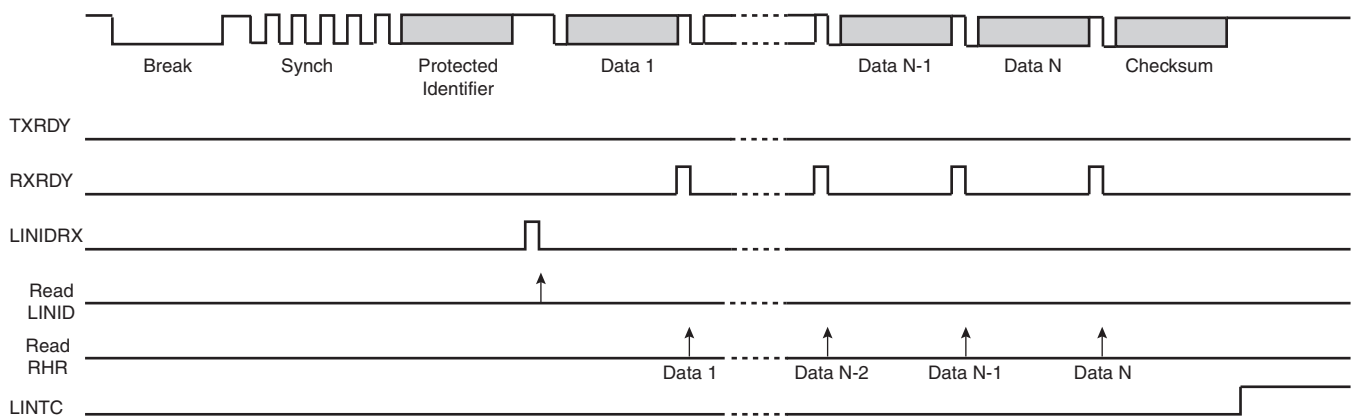 Break Synch Protected Data 1 Data N-1 Data N Checksum
Identifier
TXRDY
RXRDY
LINIDRX
Read
LINID
Read
RHR
Data 1 Data N-2 Data N-1 Data N
LINTC